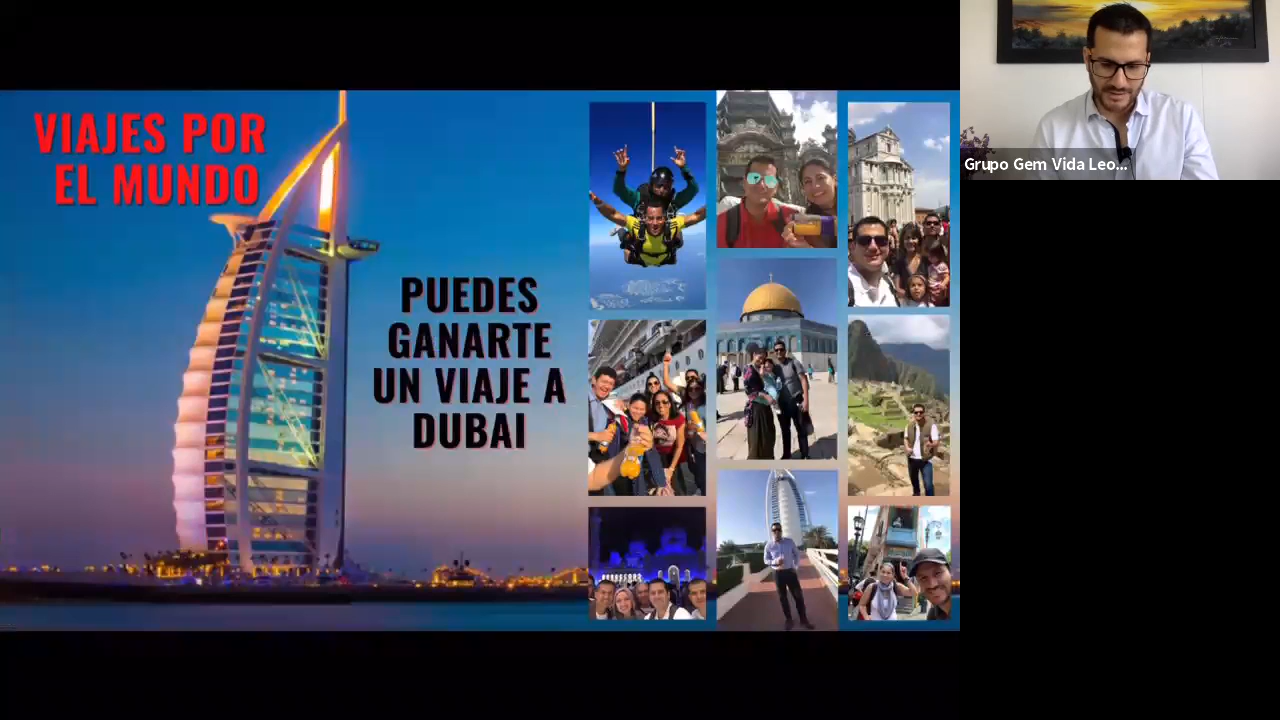 VIAJES POR
EL MUNDO
PUEDES
GANARTE
UN VIAJE A
DUBAI
Grupo Gem Vida Leo...